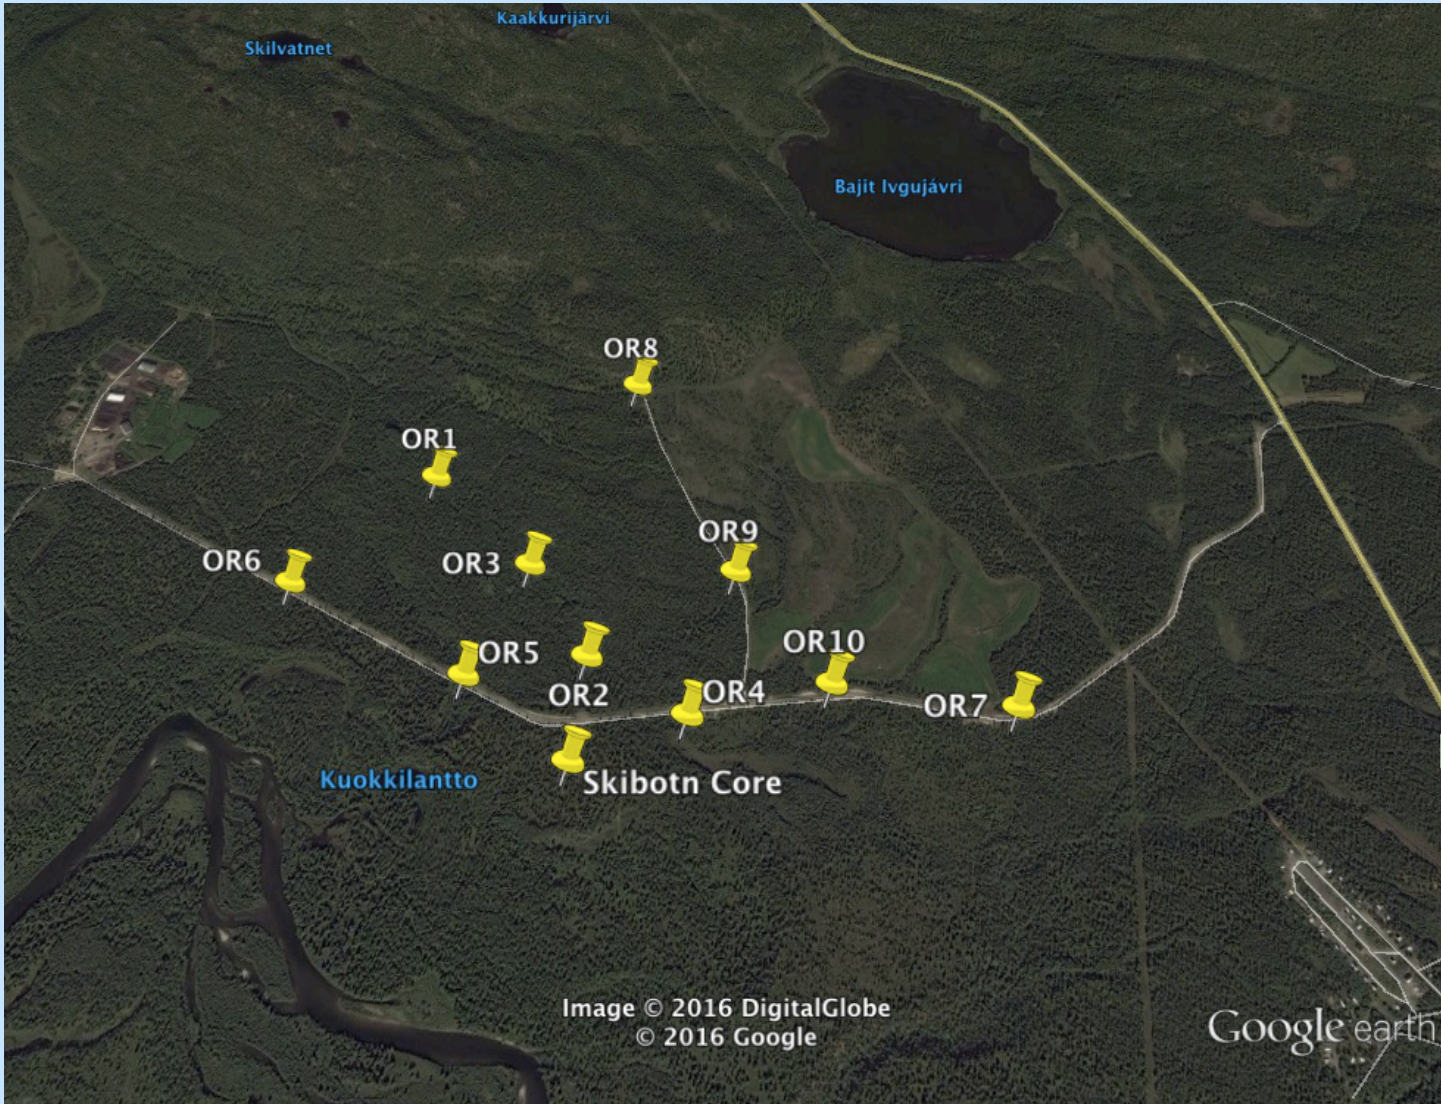 Kaakkurijärvi
Skilvatnet
Bajit Ivgujávri
OR8
OR1
OR9
OR3
OR6
OR10
OR5
OR2
OR4
OR7
Kuokkilantto
Skibotn Core
Image © 2016 DigitalGlobe
© 2016 Google
Google earth